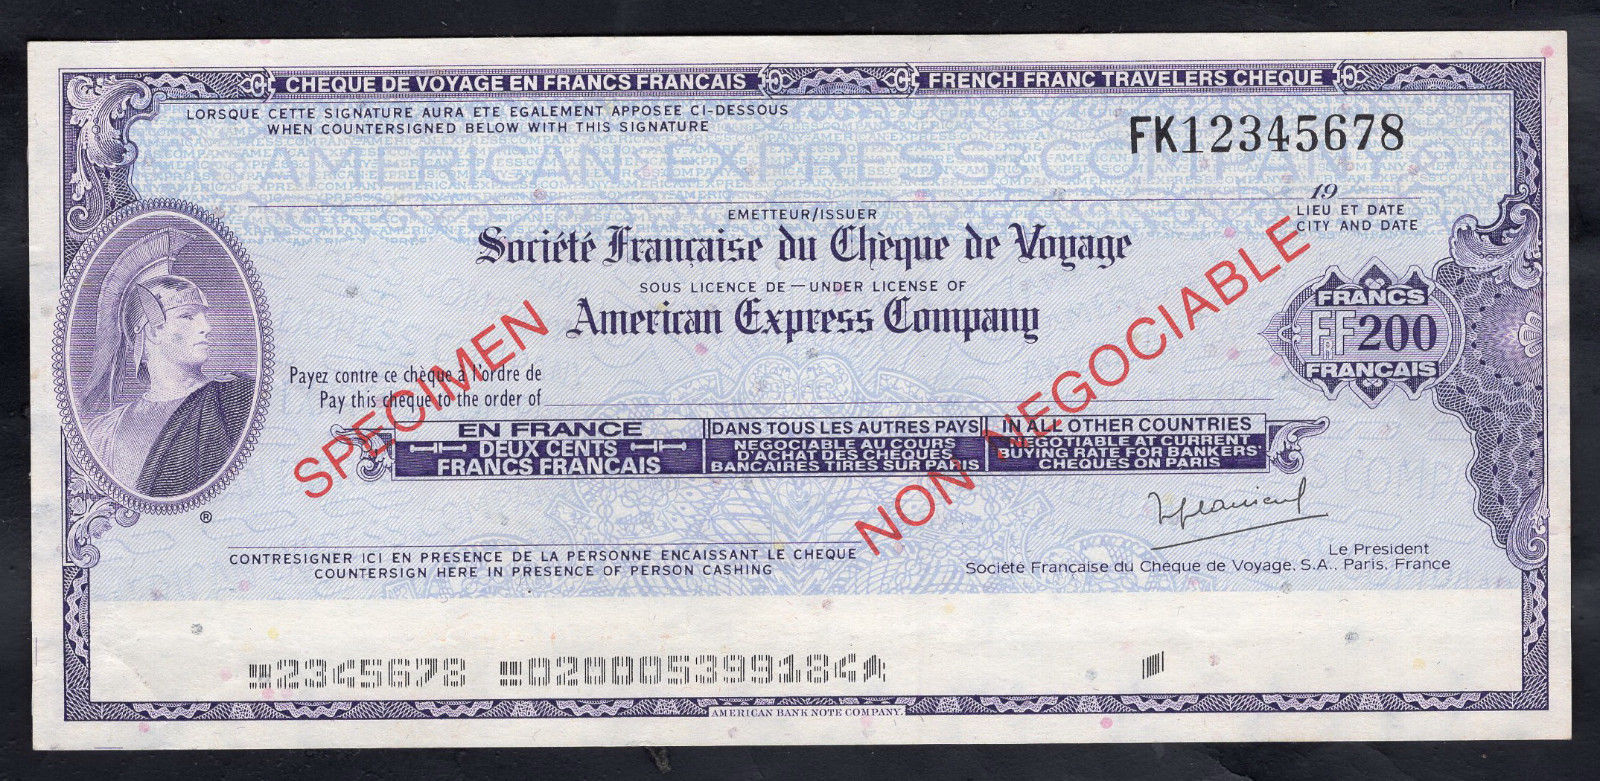 CHEQUE DE VOYAGE EN FRANCS FRANCAIS
FRENCH FRANC TRAVELERS CHEQUE
LORSQUE CETTE SIGNATURE AURA ETE EGALEMENT APPOSEE CI-DESSOUS
WHEN COUNTERSIGNED BELOW WITH THIS SIGNATURE
FK12345678
AMERICAN EXPRESS COMPANY
19
EMETTEUR/ISSUER
LIEU ET DATE
CITY AND DATE
Société Française du Chèque de Voyage
SOUS LICENCE DE — UNDER LICENSE OF
American Express Company
FRANCS
FRF200
FRANCAIS
SPECIMEN
NON NEGOCIABLE
Payez contre ce chèque à l'ordre de
Pay this cheque to the order of
EN FRANCE
DEUX CENTS
FRANCS FRANCAIS
DANS TOUS LES AUTRES PAYS
NEGOCIABLE AU COURS
D'ACHAT DES CHEQUES
BANCAIRES TIRES SUR PARIS
IN ALL OTHER COUNTRIES
NEGOTIABLE AT CURRENT
BUYING RATE FOR BANKERS'
CHEQUES ON PARIS
®
CONTRESIGNER ICI EN PRESENCE DE LA PERSONNE ENCAISSANT LE CHEQUE
COUNTERSIGN HERE IN PRESENCE OF PERSON CASHING
Le Président
Société Française du Chèque de Voyage, S.A., Paris, France
2345678 020005399184
AMERICAN BANK NOTE COMPANY.